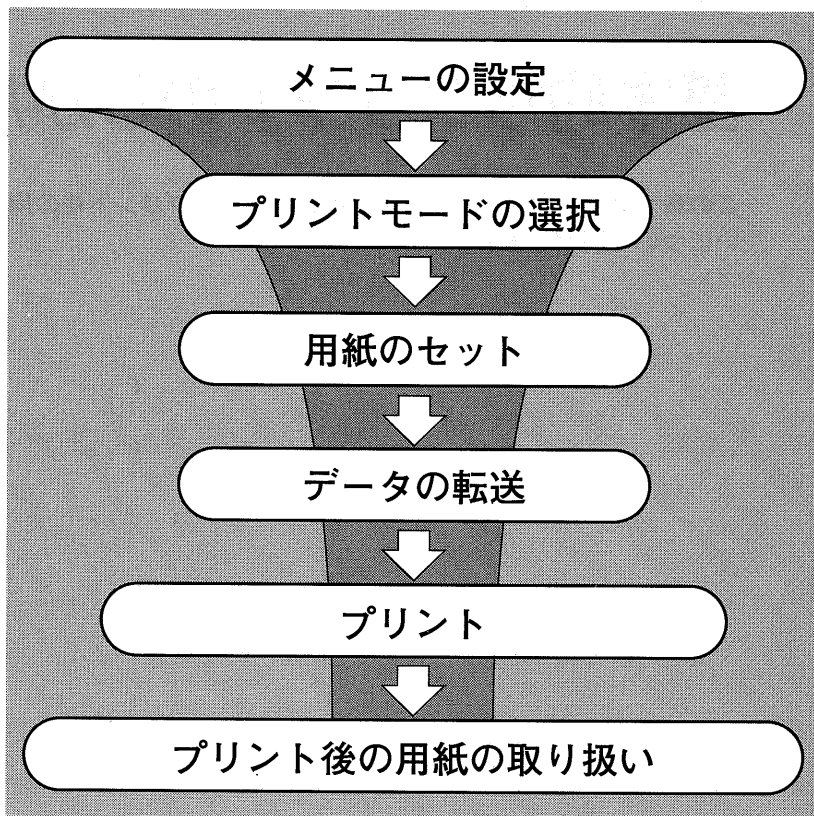 メニューの設定
プリントモードの選択
用紙のセット
データの転送
プリント
プリント後の用紙の取り扱い